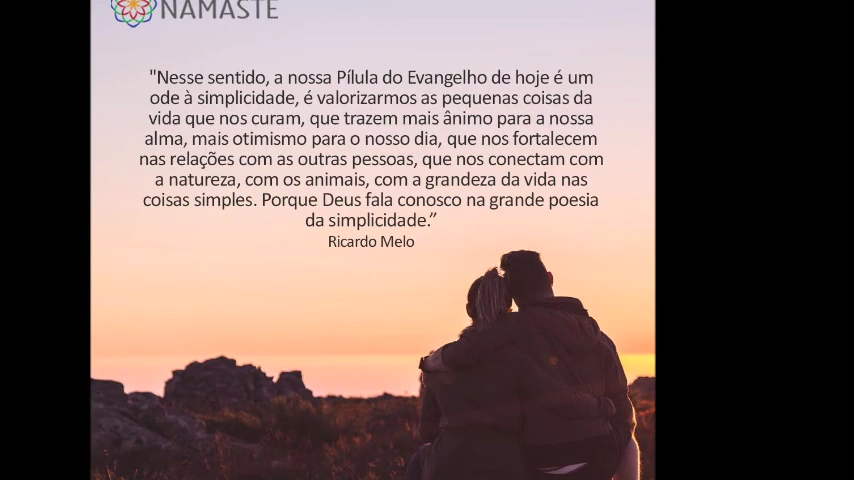 NAMASTÊ
"Nesse sentido, a nossa Pílula do Evangelho de hoje é um
ode à simplicidade, é valorizarmos as pequenas coisas da
vida que nos curam, que trazem mais ânimo para a nossa
alma, mais otimismo para o nosso dia, que nos fortalecem
nas relações com as outras pessoas, que nos conectam com
a natureza, com os animais, com a grandeza da vida nas
coisas simples. Porque Deus fala conosco na grande poesia
da simplicidade.”
Ricardo Melo